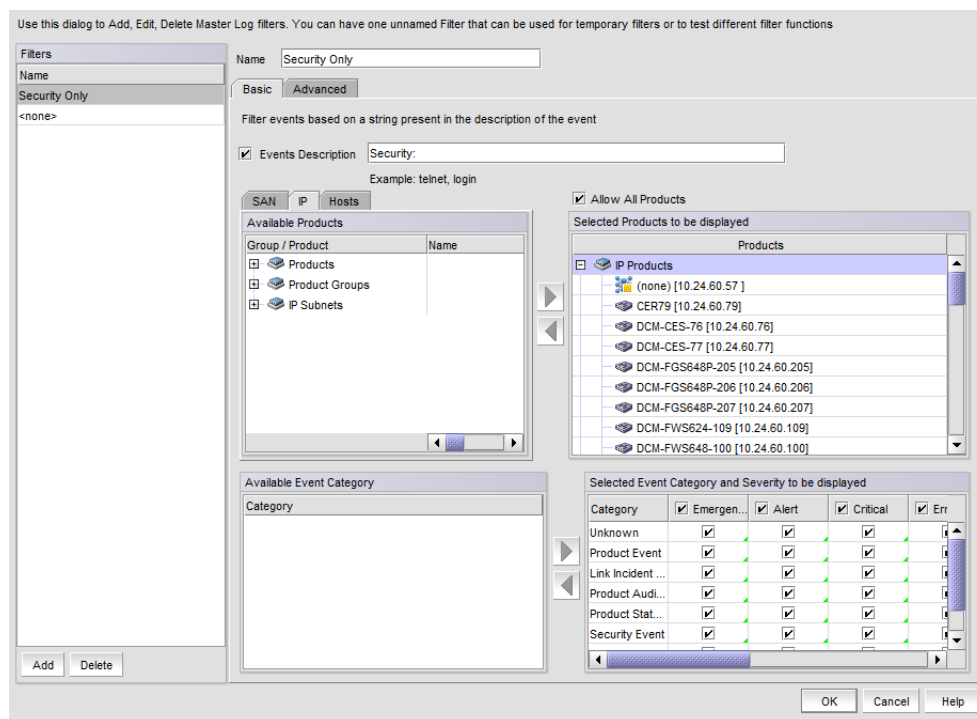 Use this dialog to Add, Edit, Delete Master Log filters. You can have one unnamed Filter that can be used for temporary filters or to test different filter functions
Filters
Name
Security Only
<none>
Name Security Only
Basic Advanced
Filter events based on a string present in the description of the event
Events Description Security:
Example: telnet, login
SAN IP Hosts
Allow All Products
Available Products
Group / Product Name
Products
Product Groups
IP Subnets
Selected Products to be displayed
Products
IP Products
(none) [10.24.60.57 ]
CER79 [10.24.60.79]
DCM-CES-76 [10.24.60.76]
DCM-CES-77 [10.24.60.77]
DCM-FGS648P-205 [10.24.60.205]
DCM-FGS648P-206 [10.24.60.206]
DCM-FGS648P-207 [10.24.60.207]
DCM-FWS624-109 [10.24.60.109]
DCM-FWS648-100 [10.24.60.100]
Available Event Category
Category
Selected Event Category and Severity to be displayed
Category Emergen... Alert Critical Err
Unknown
Product Event
Link Incident ...
Product Audi...
Product Stat...
Security Event
Add Delete
OK Cancel Help